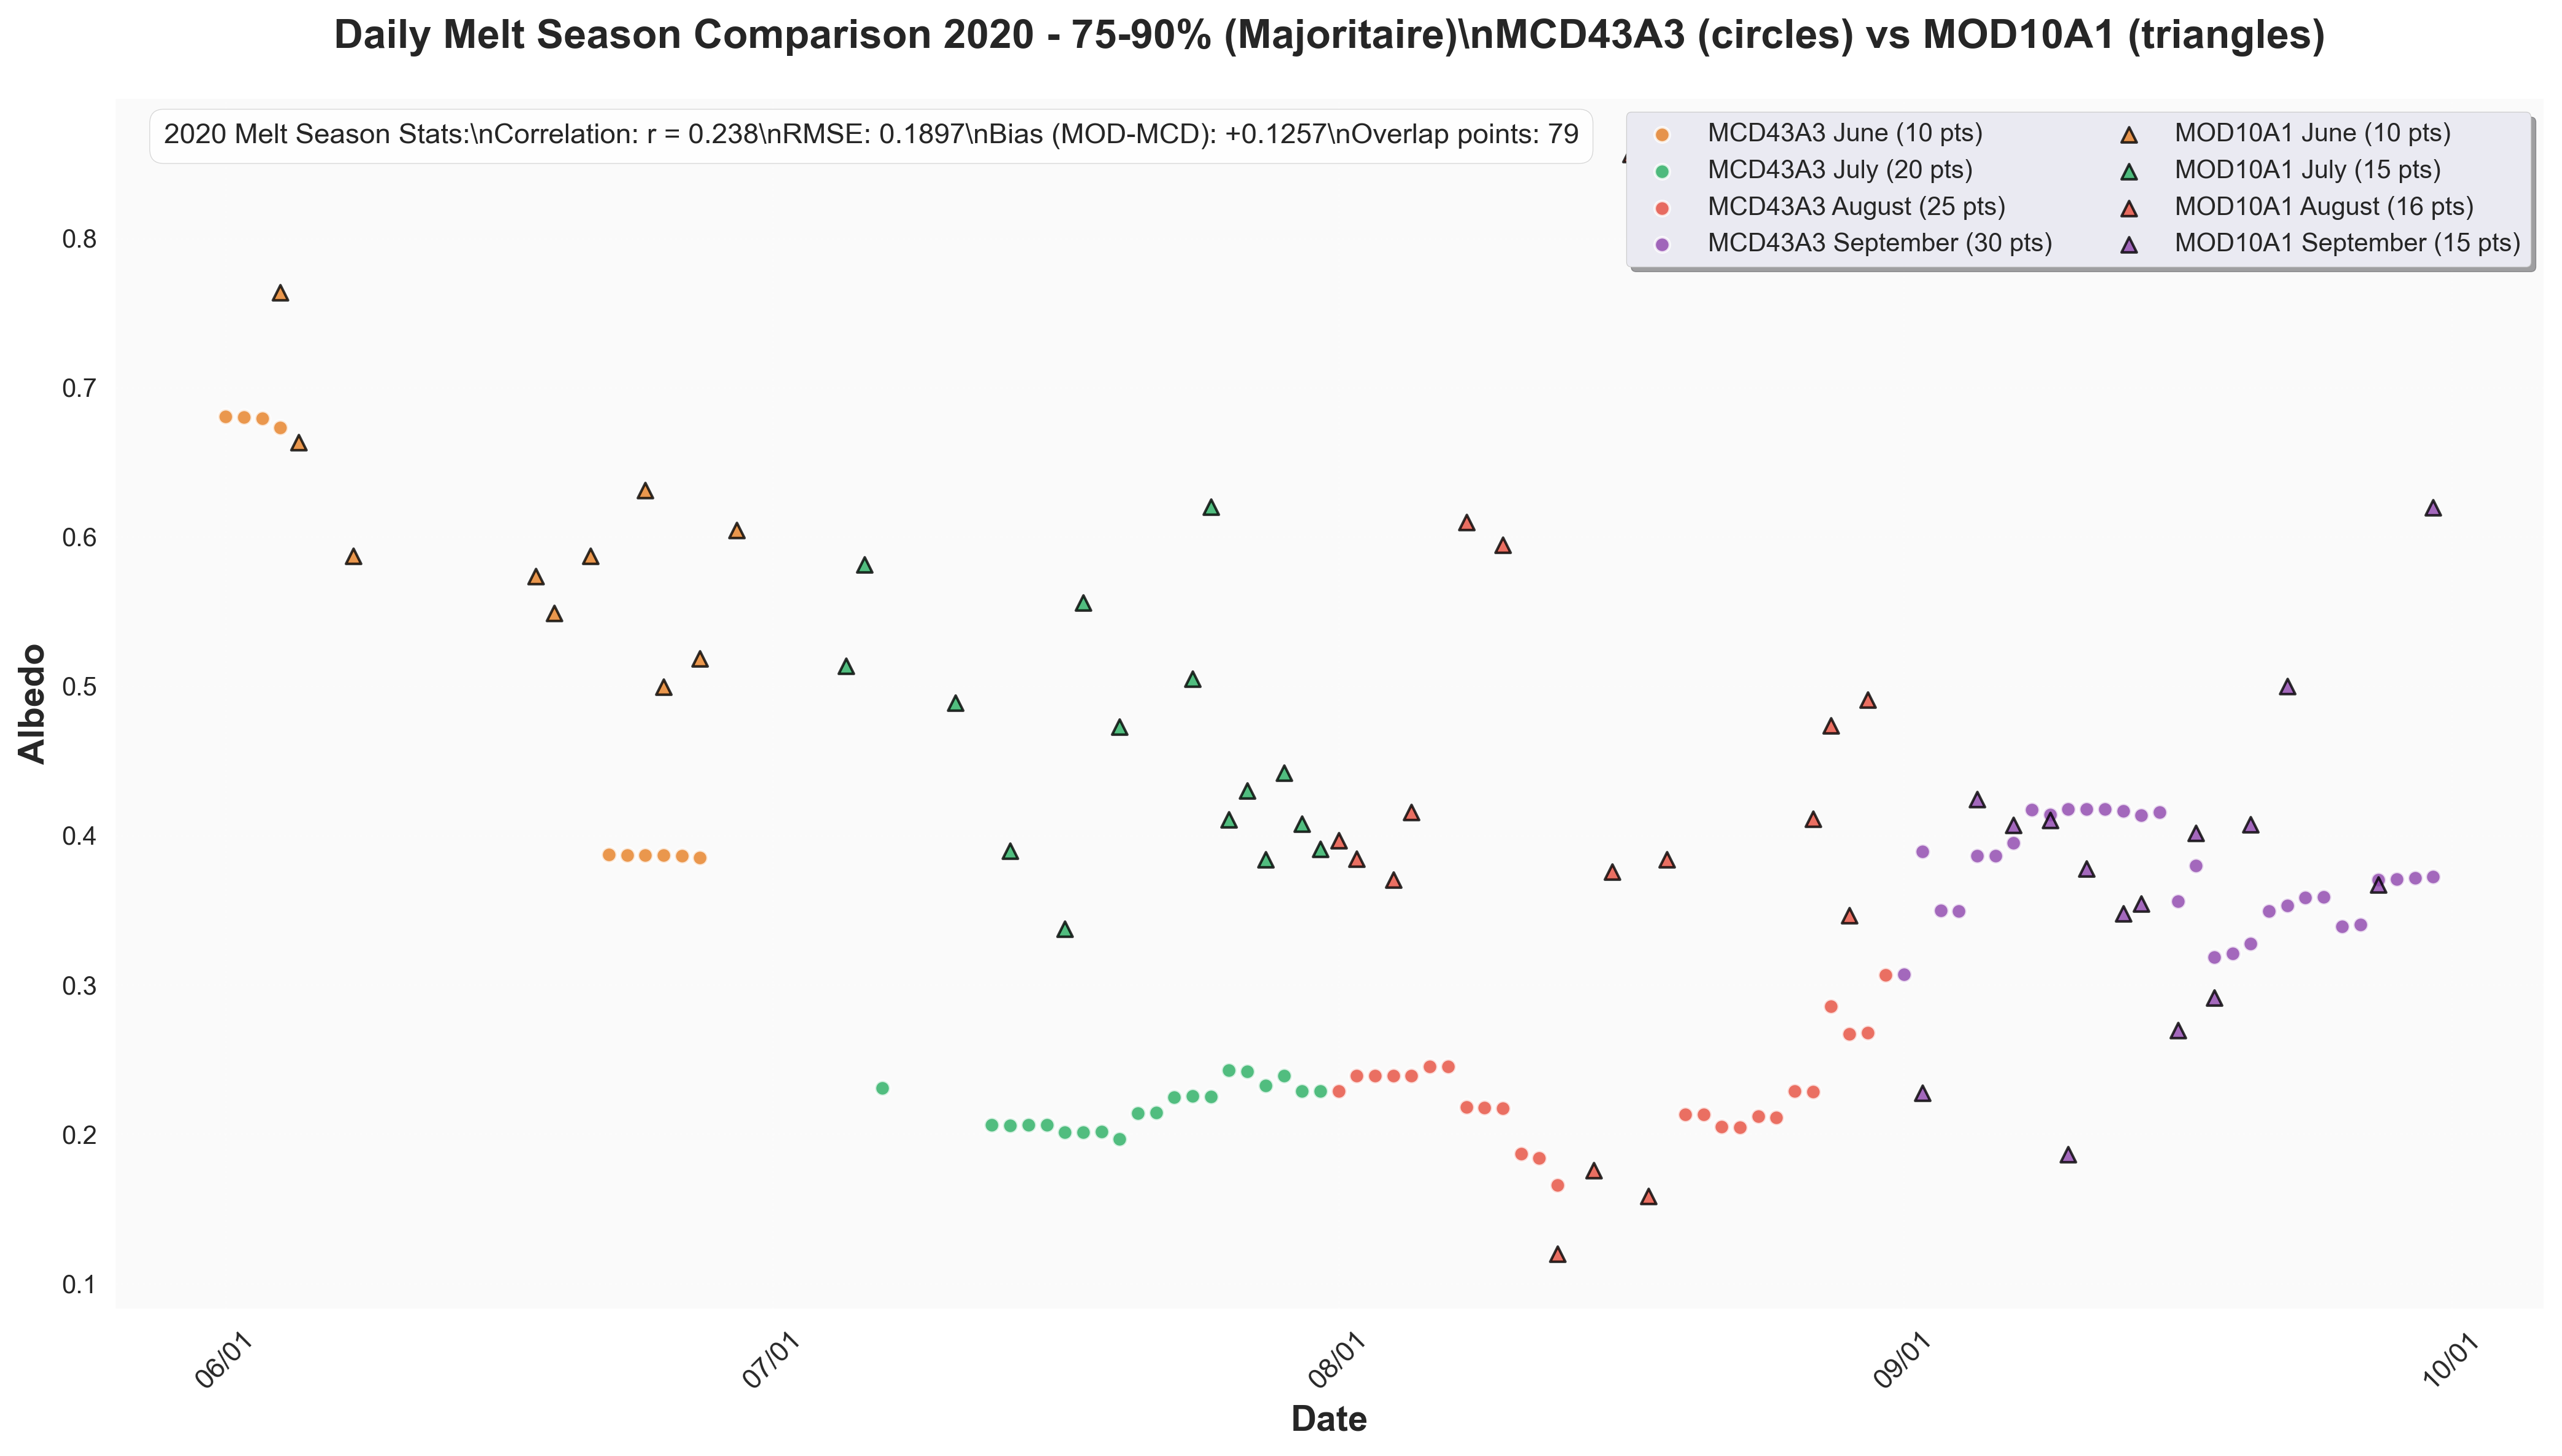 Daily Melt Season Comparison 2020 - 75-90% (Majoritaire)\nMCD43A3 (circles) vs MOD10A1 (triangles)
2020 Melt Season Stats:\nCorrelation: r = 0.238\nRMSE: 0.1897\nBias (MOD-MCD): +0.1257\nOverlap points: 79
MCD43A3 June (10 pts)
MCD43A3 July (20 pts)
MCD43A3 August (25 pts)
MCD43A3 September (30 pts)
MOD10A1 June (10 pts)
MOD10A1 July (15 pts)
MOD10A1 August (16 pts)
MOD10A1 September (15 pts)
Albedo
0.8
0.7
0.6
0.5
0.4
0.3
0.2
0.1
06/01
07/01
08/01
09/01
10/01
Date